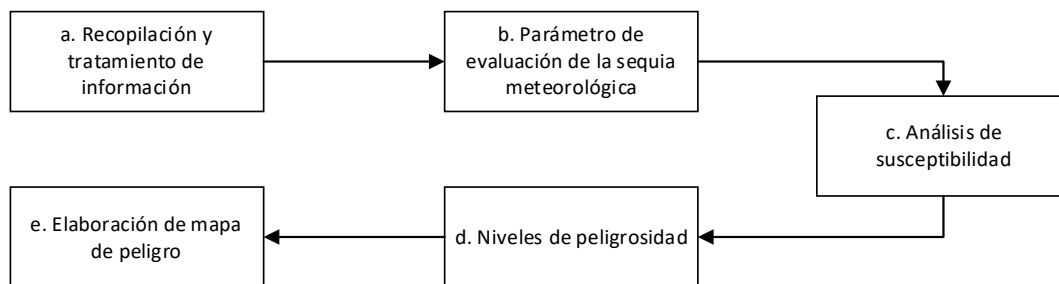 a. Recopilación y
tratamiento de
información
b. Parámetro de
evaluación de la sequia
meteorológica
c. Análisis de
susceptibilidad
d. Niveles de peligrosidad
e. Elaboración de mapa
de peligro